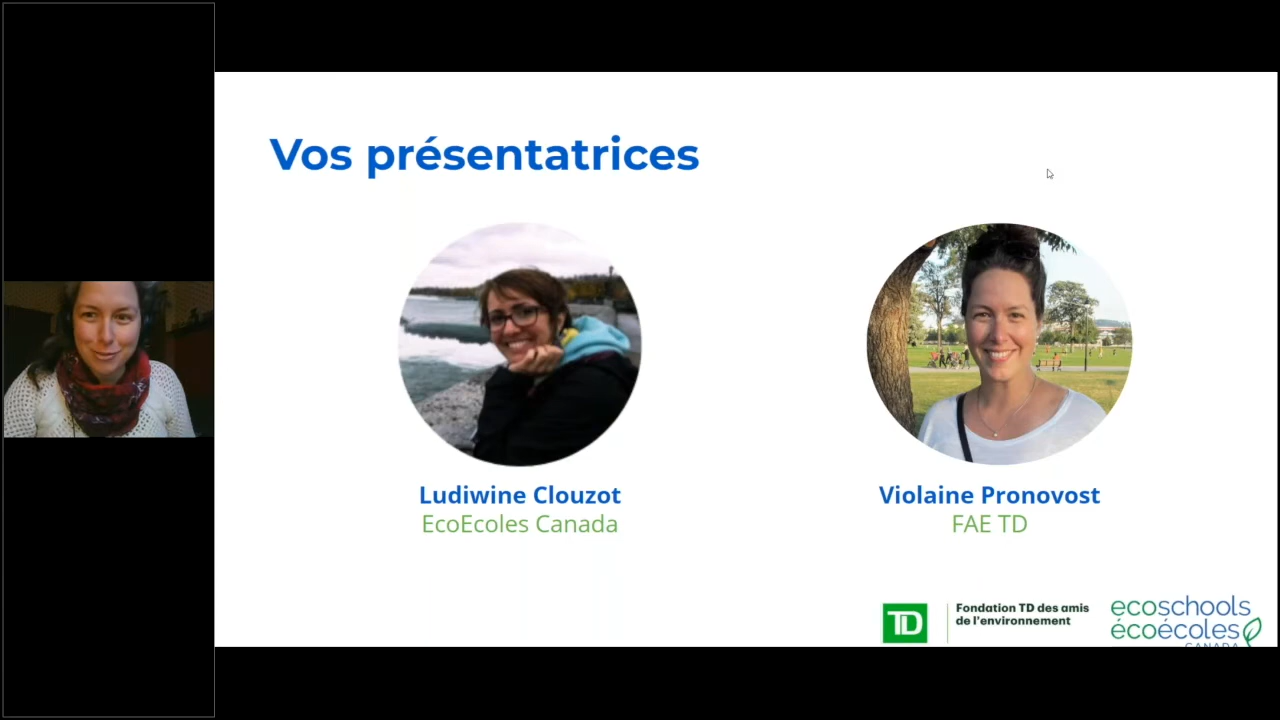 Vos présentatrices
Ludiwine Clouzot
EcoEcoles Canada
Violaine Pronovost
FAE TD
TD
Fondation TD des amis
de l'environnement
ecoschools
écoécoles
CANADA